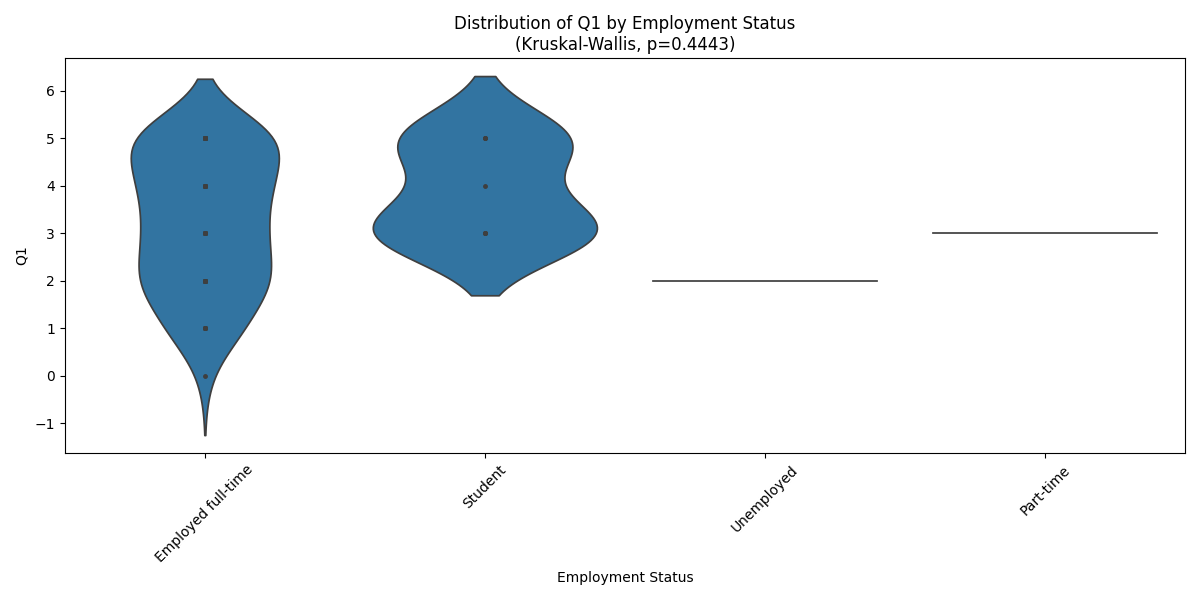 Distribution of Q1 by Employment Status
(Kruskal-Wallis, p=0.4443)
Q1
6
5
4
3
2
1
0
−1
Employed full-time
Student
Unemployed
Part-time
Employment Status